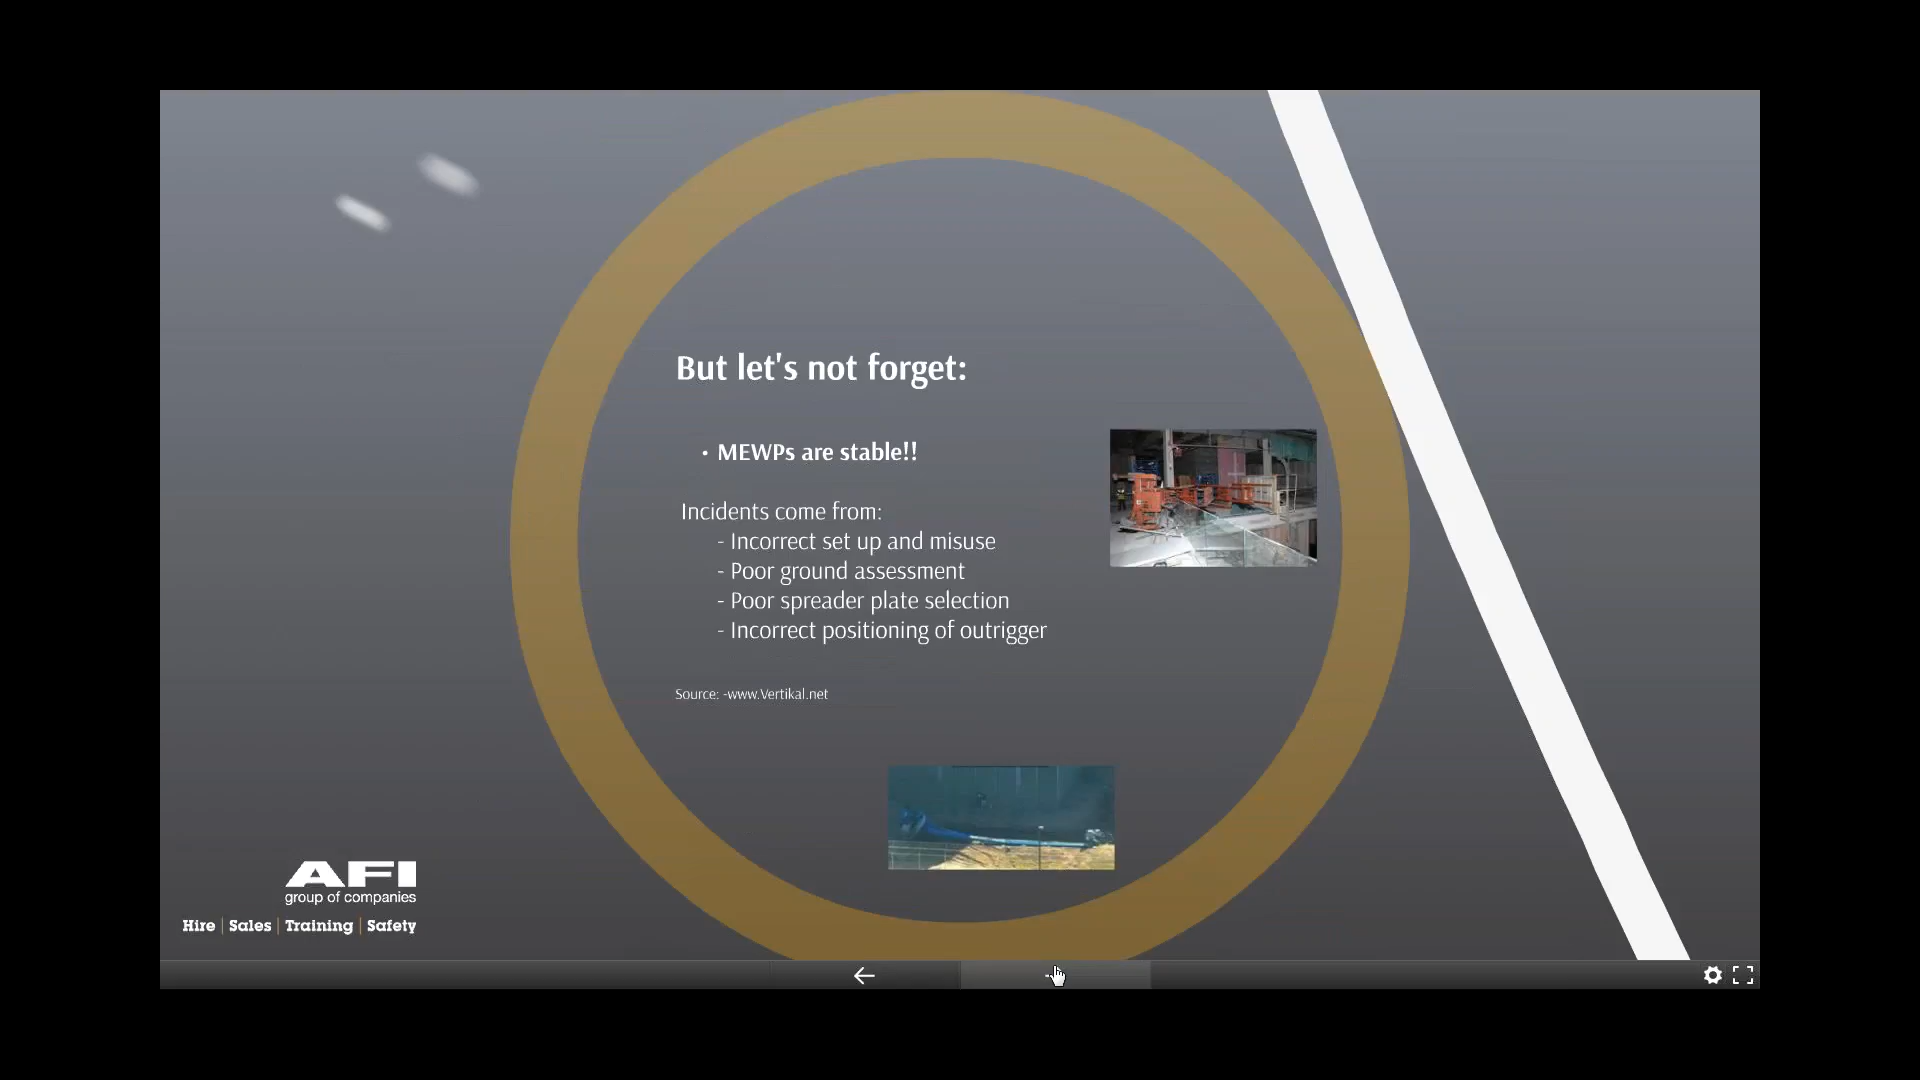 But let's not forget:
• MEWPs are stable!!
Incidents come from:
- Incorrect set up and misuse
- Poor ground assessment
- Poor spreader plate selection
- Incorrect positioning of outrigger
Source: -www.Vertikal.net
AFI
group of companies
Hire | Sales | Training | Safety